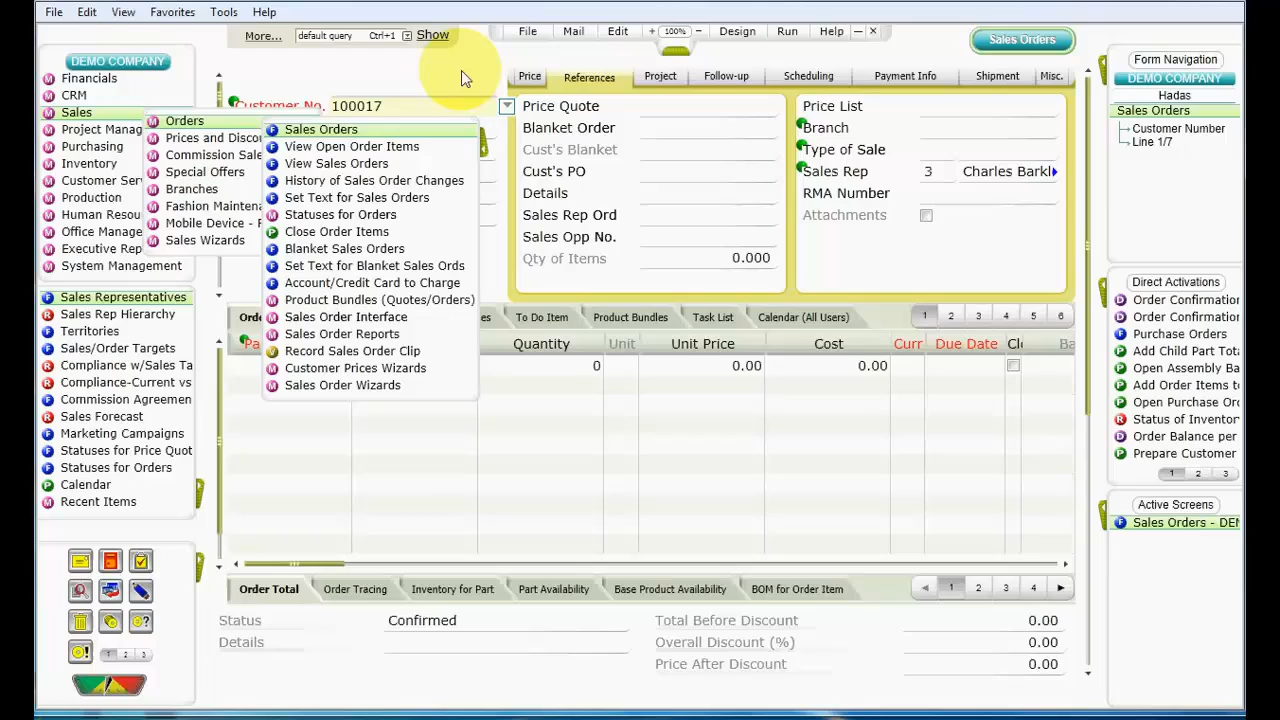 File Edit View Favorites Tools Help
More... default query Ctrl+1 Show
File Mail Edit + 100% - Design Run Help
Sales Orders
DEMO COMPANY
Financials
CRM
Sales
Project Manag
Purchasing
Inventory
Customer Ser
Production
Human Resou
Office Manage
Executive Rep
System Management
Orders
Prices and Discou
Commission Sale
Special Offers
Branches
Fashion Maintena
Mobile Device - F
Sales Wizards
Sales Orders
View Open Order Items
View Sales Orders
History of Sales Order Changes
Set Text for Sales Orders
Statuses for Orders
Close Order Items
Blanket Sales Orders
Set Text for Blanket Sales Ords
Account/Credit Card to Charge
Product Bundles (Quotes/Orders)
Sales Order Interface
Sales Order Reports
Record Sales Order Clip
Customer Prices Wizards
Sales Order Wizards
Sales Representatives
Sales Rep Hierarchy
Territories
Sales/Order Targets
Compliance w/Sales Ta
Compliance-Current vs
Commission Agreemen
Sales Forecast
Marketing Campaigns
Statuses for Price Quot
Statuses for Orders
Calendar
Recent Items
1 2 3
Customer No. 100017
Price References Project Follow-up Scheduling Payment Info Shipment Misc.
Price Quote
Blanket Order
Cust's Blanket
Cust's PO
Details
Sales Rep Ord
Sales Opp No.
Qty of Items 0.000
Price List
Branch
Type of Sale
Sales Rep 3 Charles Barkl
RMA Number
Attachments
Orde es To Do Item Product Bundles Task List Calendar (All Users) 1 2 3 4 5 6
Pa Quantity Unit Unit Price Cost Curr Due Date Clo Ba
0 0.00 0.00
Order Total Order Tracing Inventory for Part Part Availability Base Product Availability BOM for Order Item 1 2 3 4
Status Confirmed
Details
Total Before Discount 0.00
Overall Discount (%) 0.00
Price After Discount 0.00
Form Navigation
DEMO COMPANY
Hadas
Sales Orders
Customer Number
Line 1/7
Direct Activations
Order Confirmation
Order Confirmation
Purchase Orders
Add Child Part Tota
Open Assembly Ba
Add Order Items to
Open Purchase Ord
Status of Inventor
Order Balance per
Prepare Customer
1 2 3
Active Screens
Sales Orders - DEM